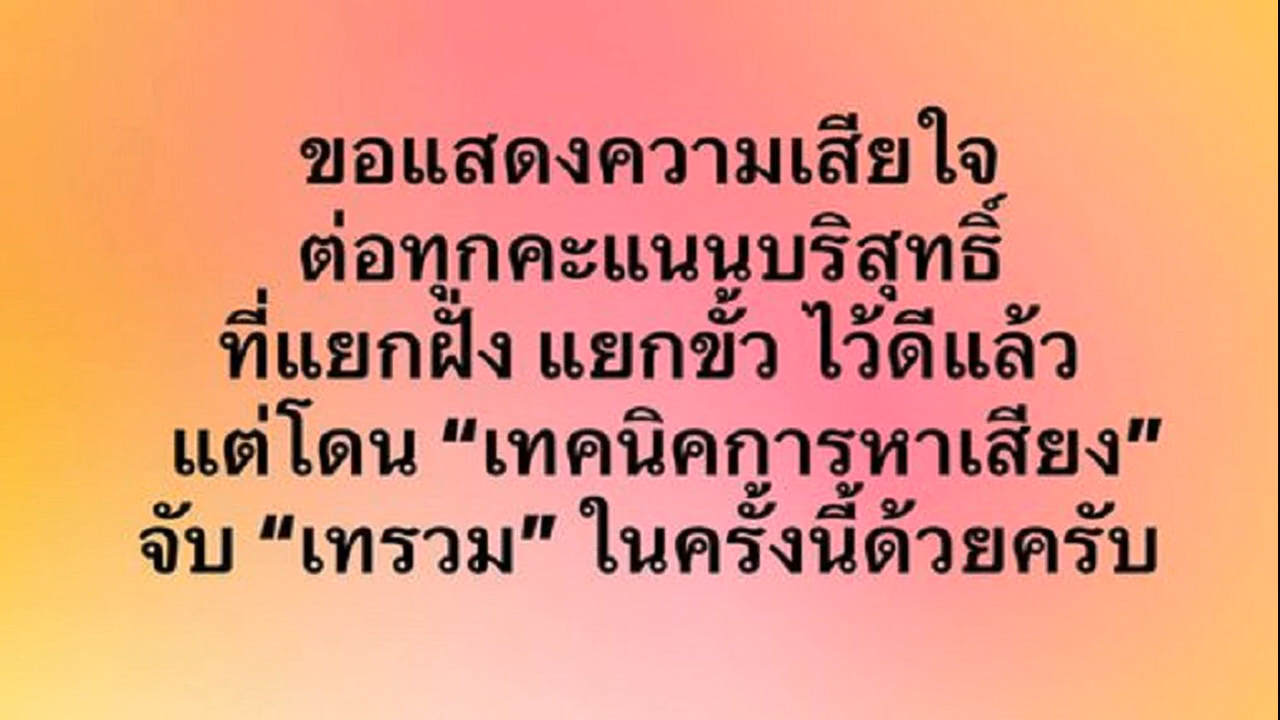 ขอแสดงความเสียใจ
ต่อทุกคะแนนบริสุทธิ์
ที่แยกฝั่ง แยกขั้ว ไว้ดีแล้ว
แต่โดน “เทคนิคการหาเสียง”
จับ “เทรวม” ในครั้งนี้ด้วยครับ